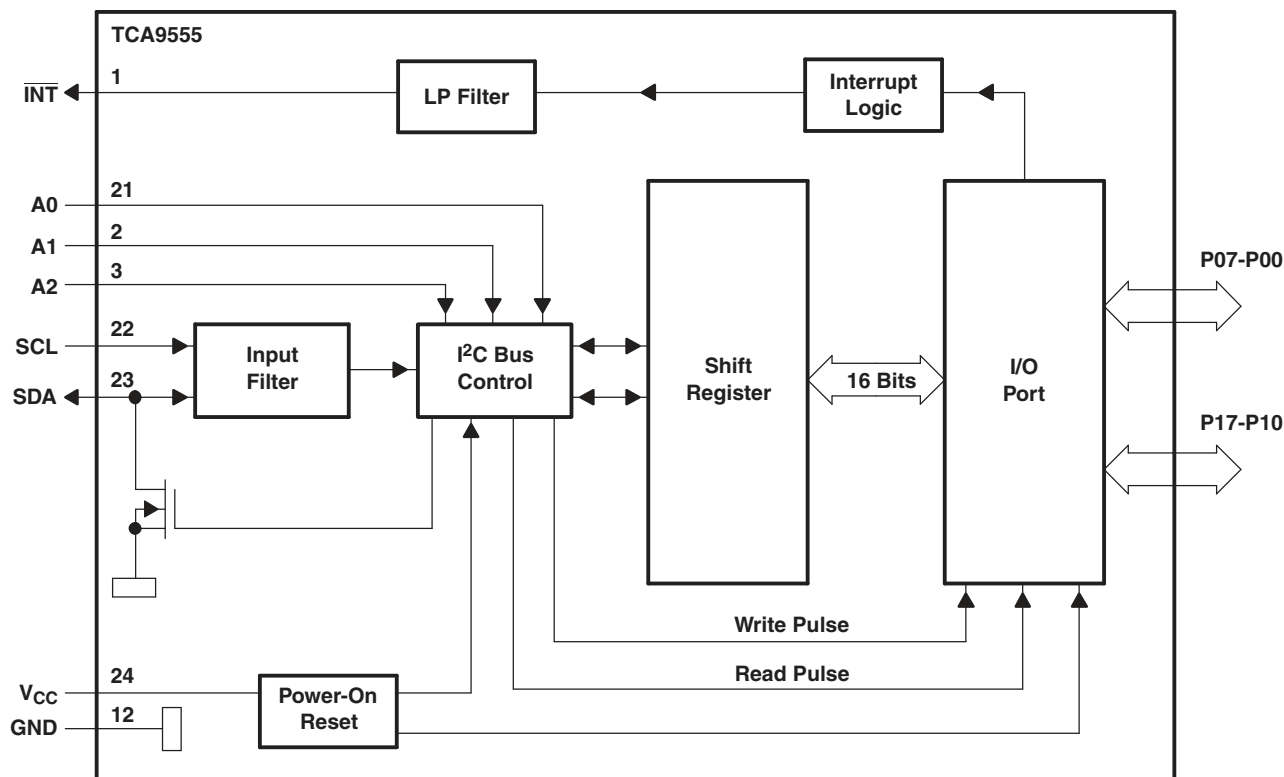 TCA9555
INT
1
LP Filter
Interrupt
Logic
A0
21
A1
2
A2
3
SCL
22
SDA
23
Input
Filter
I²C Bus
Control
Shift
Register
16 Bits
I/O
Port
P07-P00
P17-P10
Write Pulse
Read Pulse
VCC
24
GND
12
Power-On
Reset